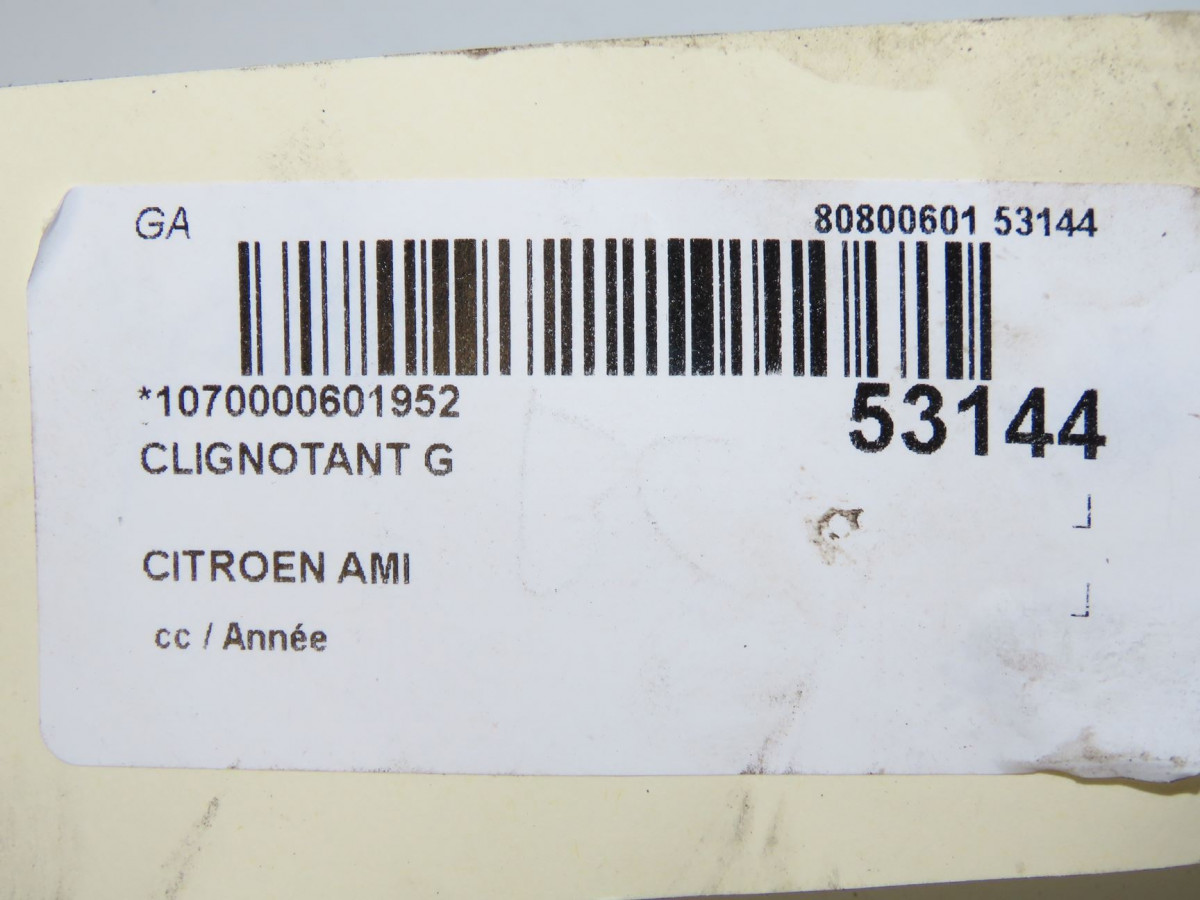 GA 80800601 53144
*1070000601952 53144
CLIGNOTANT G
CITROEN AMI
cc / Année